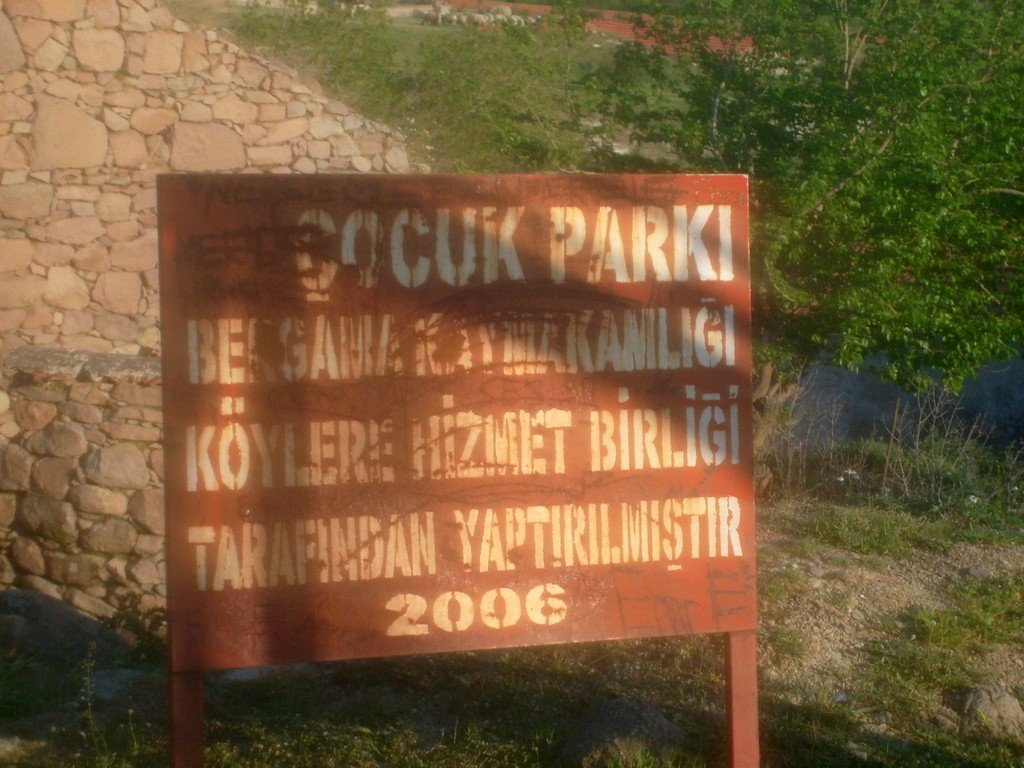 ÇOCUK PARKI
BERGAMA KAYMAKAMLIĞI
KÖYLERE HİZMET BİRLİĞİ
TARAFINDAN YAPTIRILMIŞTIR
2006